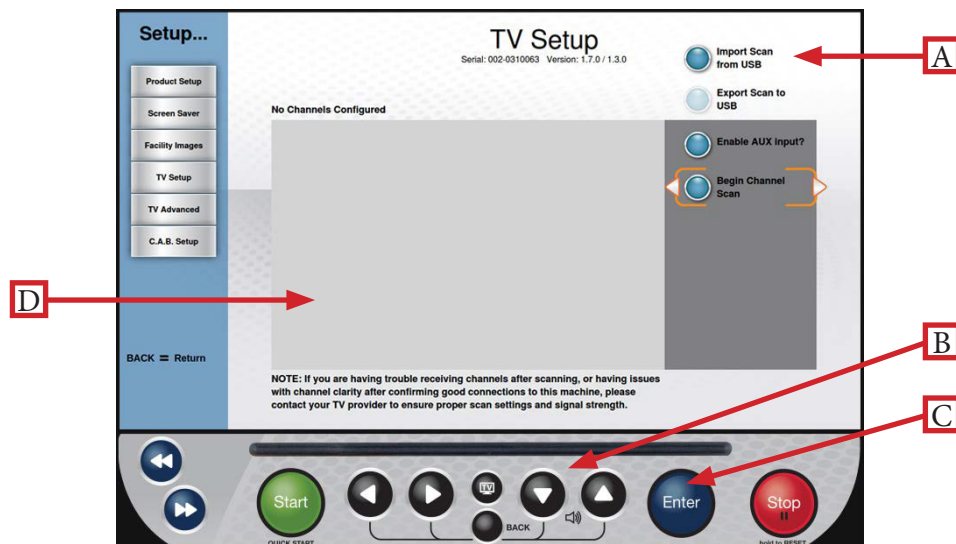 Setup...
Product Setup
Screen Saver
Facility Images
TV Setup
TV Advanced
C.A.B. Setup
BACK = Return
TV Setup
Serial: 002-0310063 Version: 1.7.0 / 1.3.0
Import Scan
from USB
Export Scan to
USB
No Channels Configured
Enable AUX input?
Begin Channel
Scan
NOTE: If you are having trouble receiving channels after scanning, or having issues
with channel clarity after confirming good connections to this machine, please
contact your TV provider to ensure proper scan settings and signal strength.
A
D
B
C
Start
QUICK START
TV
BACK
Enter
Stop
hold to RESET